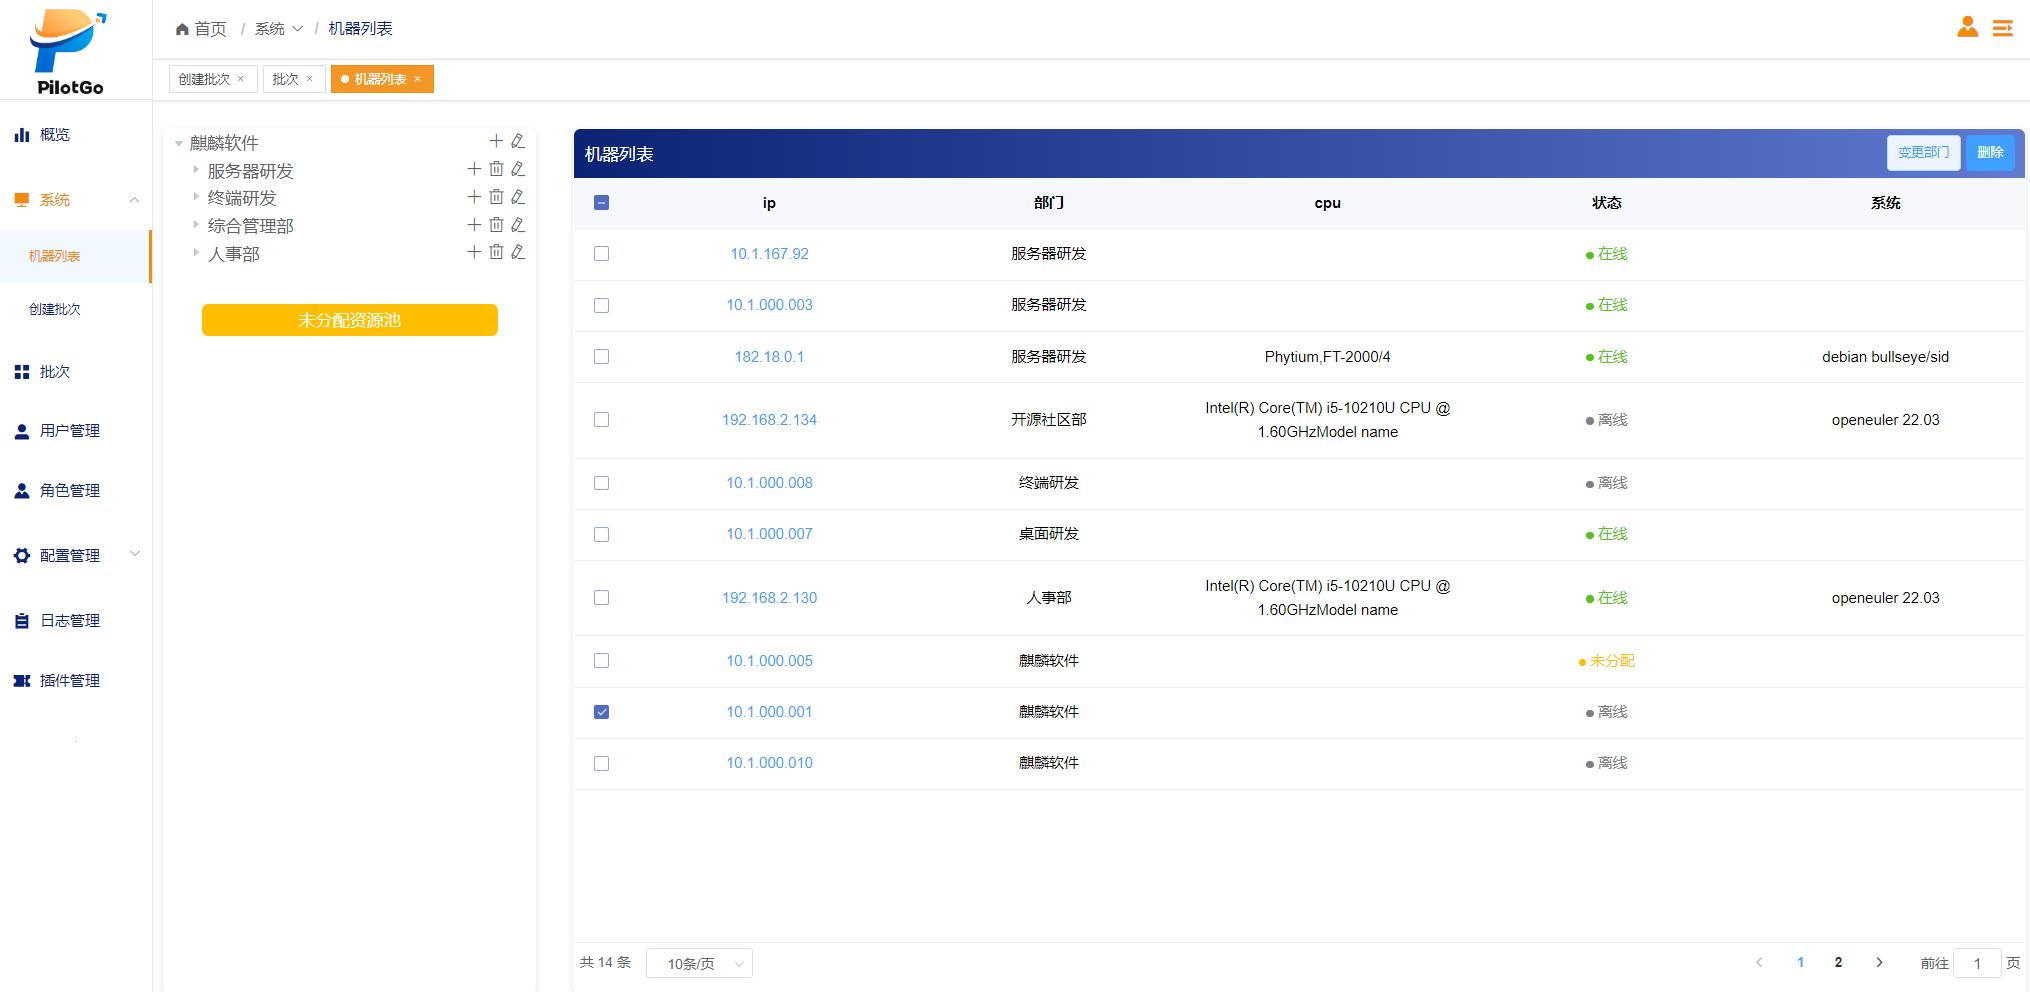 PilotGo
首页 / 系统 / 机器列表
创建批次 × 批次 × 机器列表 ×
概览
系统
机器列表
创建批次
批次
用户管理
角色管理
配置管理
日志管理
插件管理
麒麟软件
服务器研发
终端研发
综合管理部
人事部
未分配资源池
机器列表 变更部门 删除
ip 部门 cpu 状态 系统
10.1.167.92 服务器研发 在线
10.1.000.003 服务器研发 在线
182.18.0.1 服务器研发 Phytium,FT-2000/4 在线 debian bullseye/sid
192.168.2.134 开源社区部 Intel(R) Core(TM) i5-10210U CPU @ 离线 openeuler 22.03
1.60GHzModel name
10.1.000.008 终端研发 离线
10.1.000.007 桌面研发 在线
192.168.2.130 人事部 Intel(R) Core(TM) i5-10210U CPU @ 在线 openeuler 22.03
1.60GHzModel name
10.1.000.005 麒麟软件 未分配
10.1.000.001 麒麟软件 离线
10.1.000.010 麒麟软件 离线
共 14 条 10条/页 1 2 前往 1 页